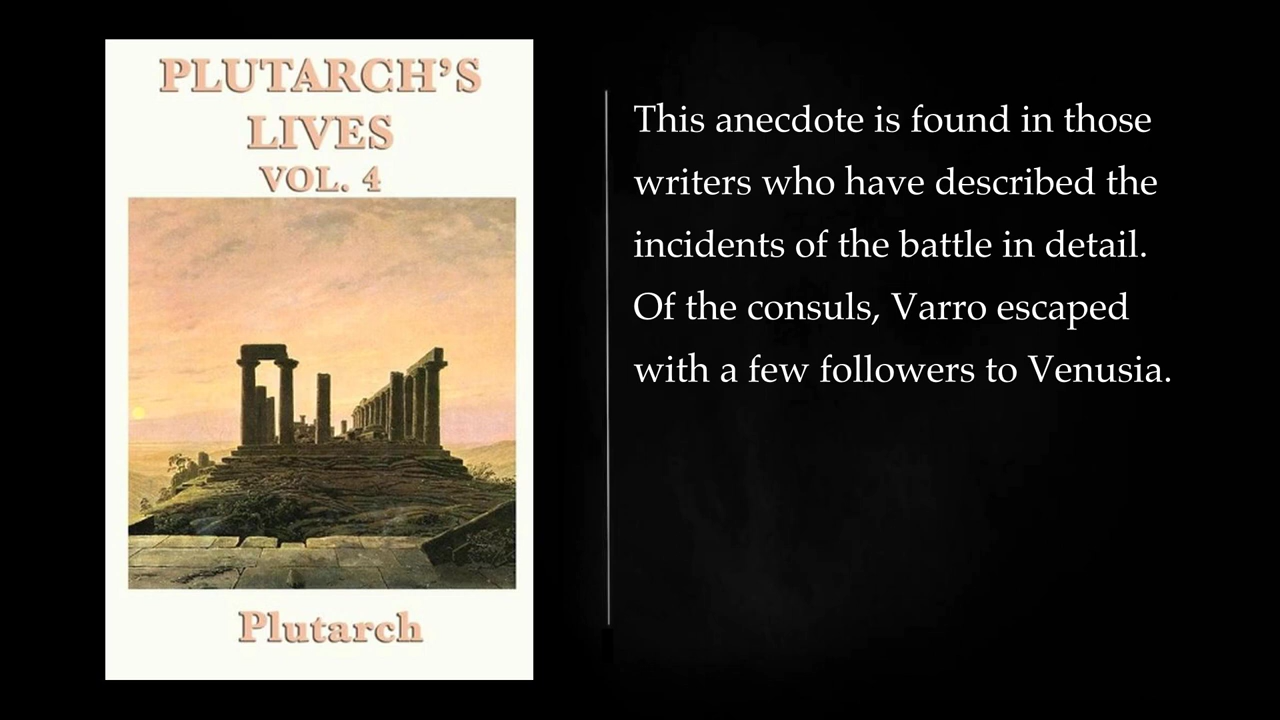 PLUTARCH'S
LIVES
VOL. 4
Plutarch
This anecdote is found in those
writers who have described the
incidents of the battle in detail.
Of the consuls, Varro escaped
with a few followers to Venusia.